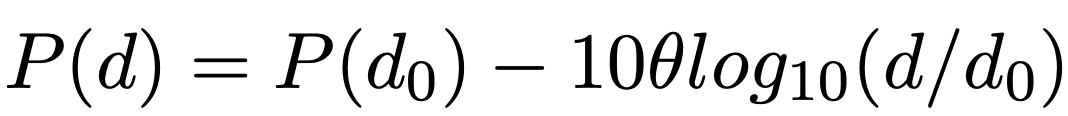 P(d) = P(d₀) − 10θlog₁₀(d/d₀)